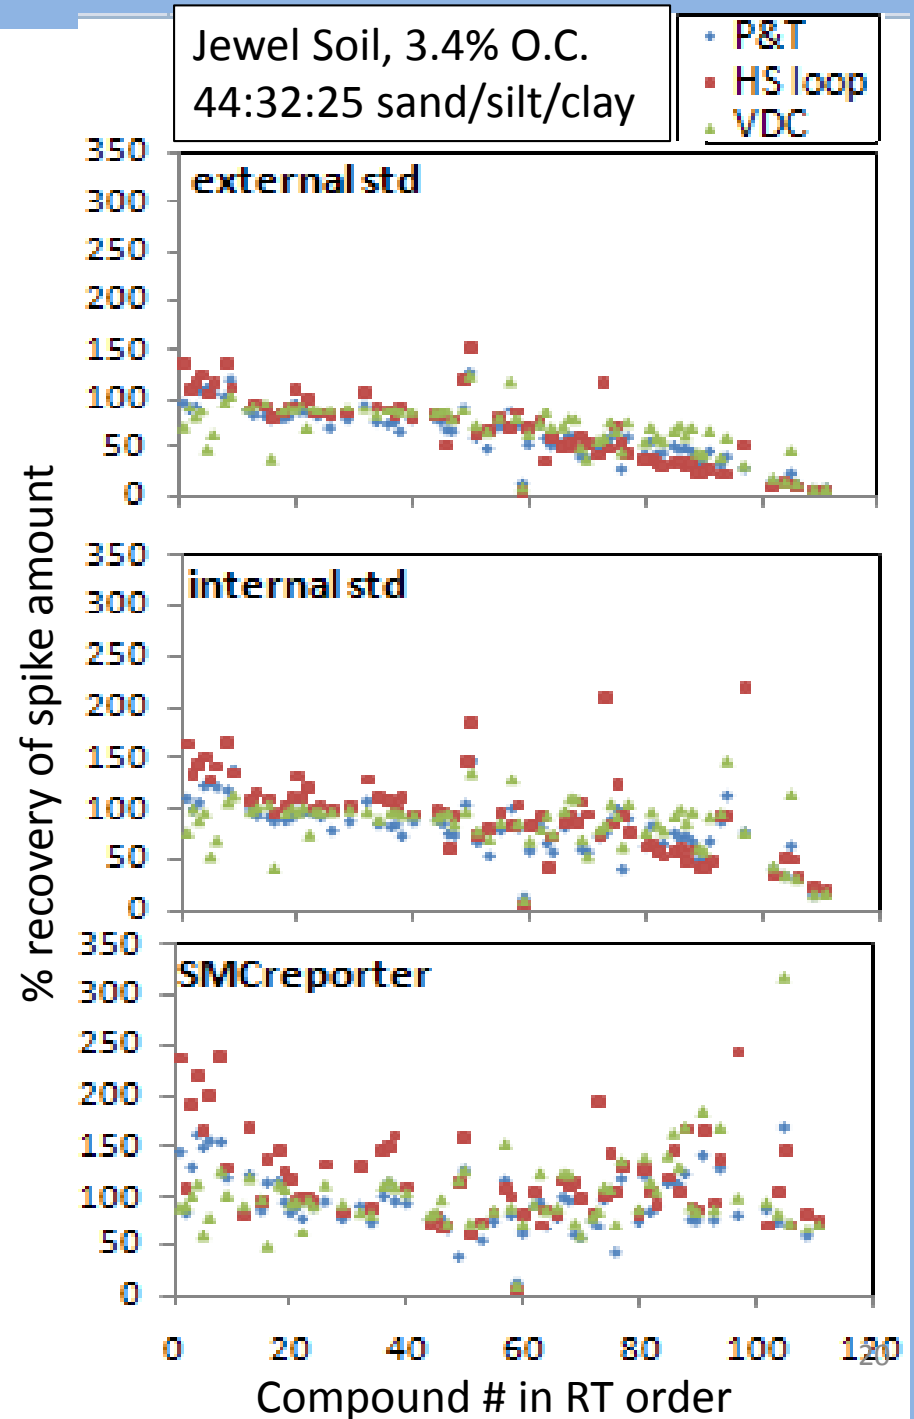 Jewel Soil, 3.4% O.C.
44:32:25 sand/silt/clay
P&T
HS loop
VDC
% recovery of spike amount
external std
350
300
250
200
150
100
50
0
internal std
350
300
250
200
150
100
50
0
SMCreporter
350
300
250
200
150
100
50
0
0 20 40 60 80 100 120
20
Compound # in RT order